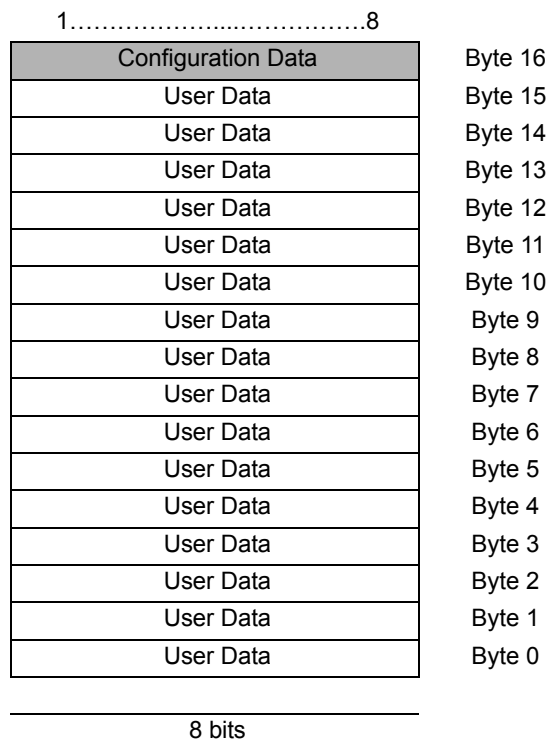 1………………...…………….8
Configuration Data Byte 16
User Data Byte 15
User Data Byte 14
User Data Byte 13
User Data Byte 12
User Data Byte 11
User Data Byte 10
User Data Byte 9
User Data Byte 8
User Data Byte 7
User Data Byte 6
User Data Byte 5
User Data Byte 4
User Data Byte 3
User Data Byte 2
User Data Byte 1
User Data Byte 0
8 bits